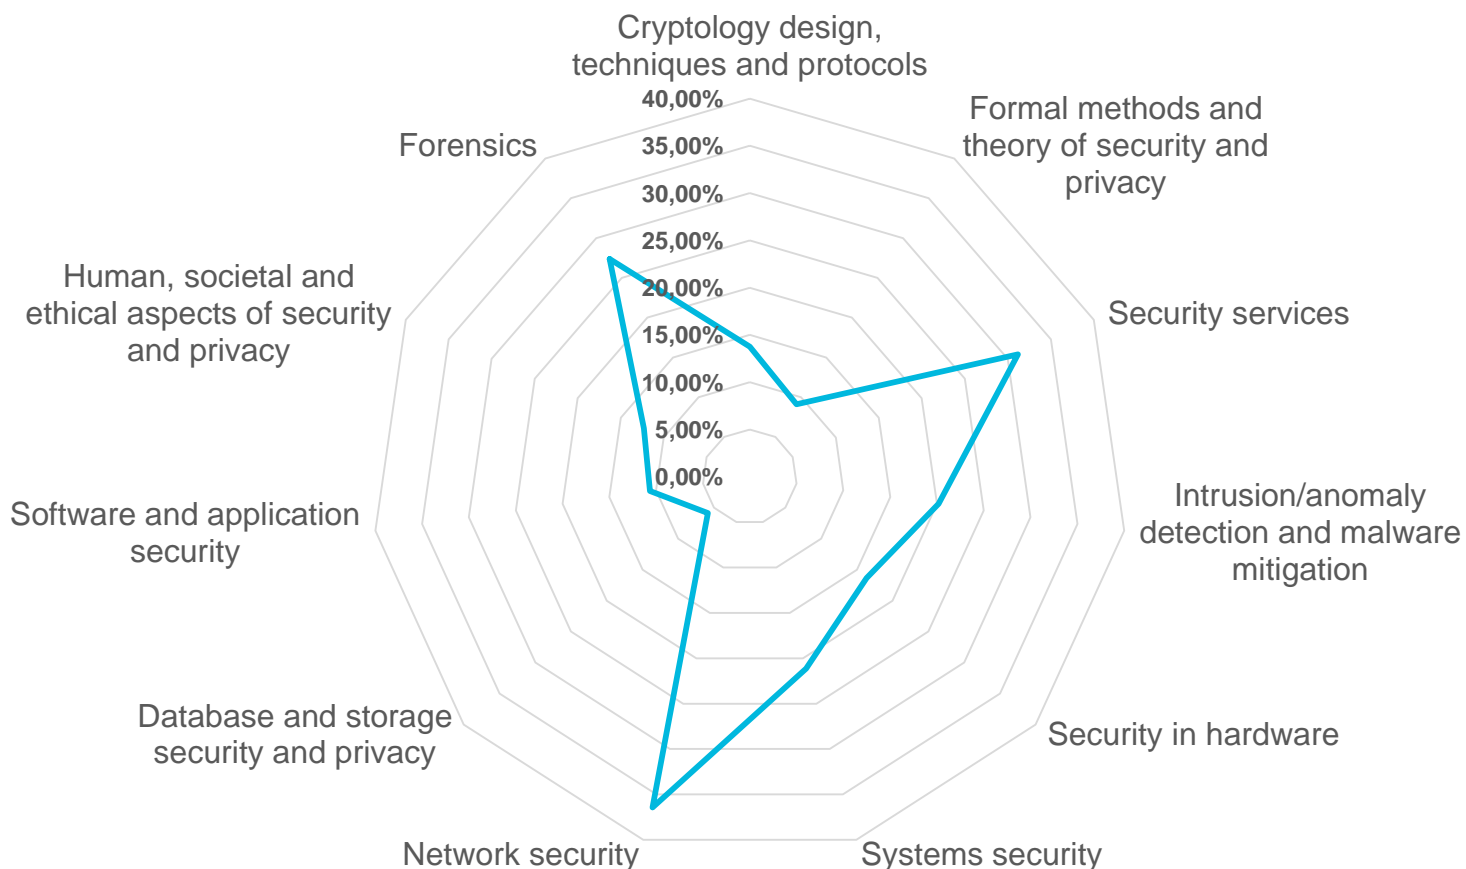 Cryptology design,
techniques and protocols
40,00%
35,00%
30,00%
25,00%
20,00%
15,00%
10,00%
5,00%
0,00%
Formal methods and
theory of security and
privacy
Security services
Intrusion/anomaly
detection and malware
mitigation
Security in hardware
Systems security
Network security
Database and storage
security and privacy
Software and application
security
Human, societal and
ethical aspects of security
and privacy
Forensics